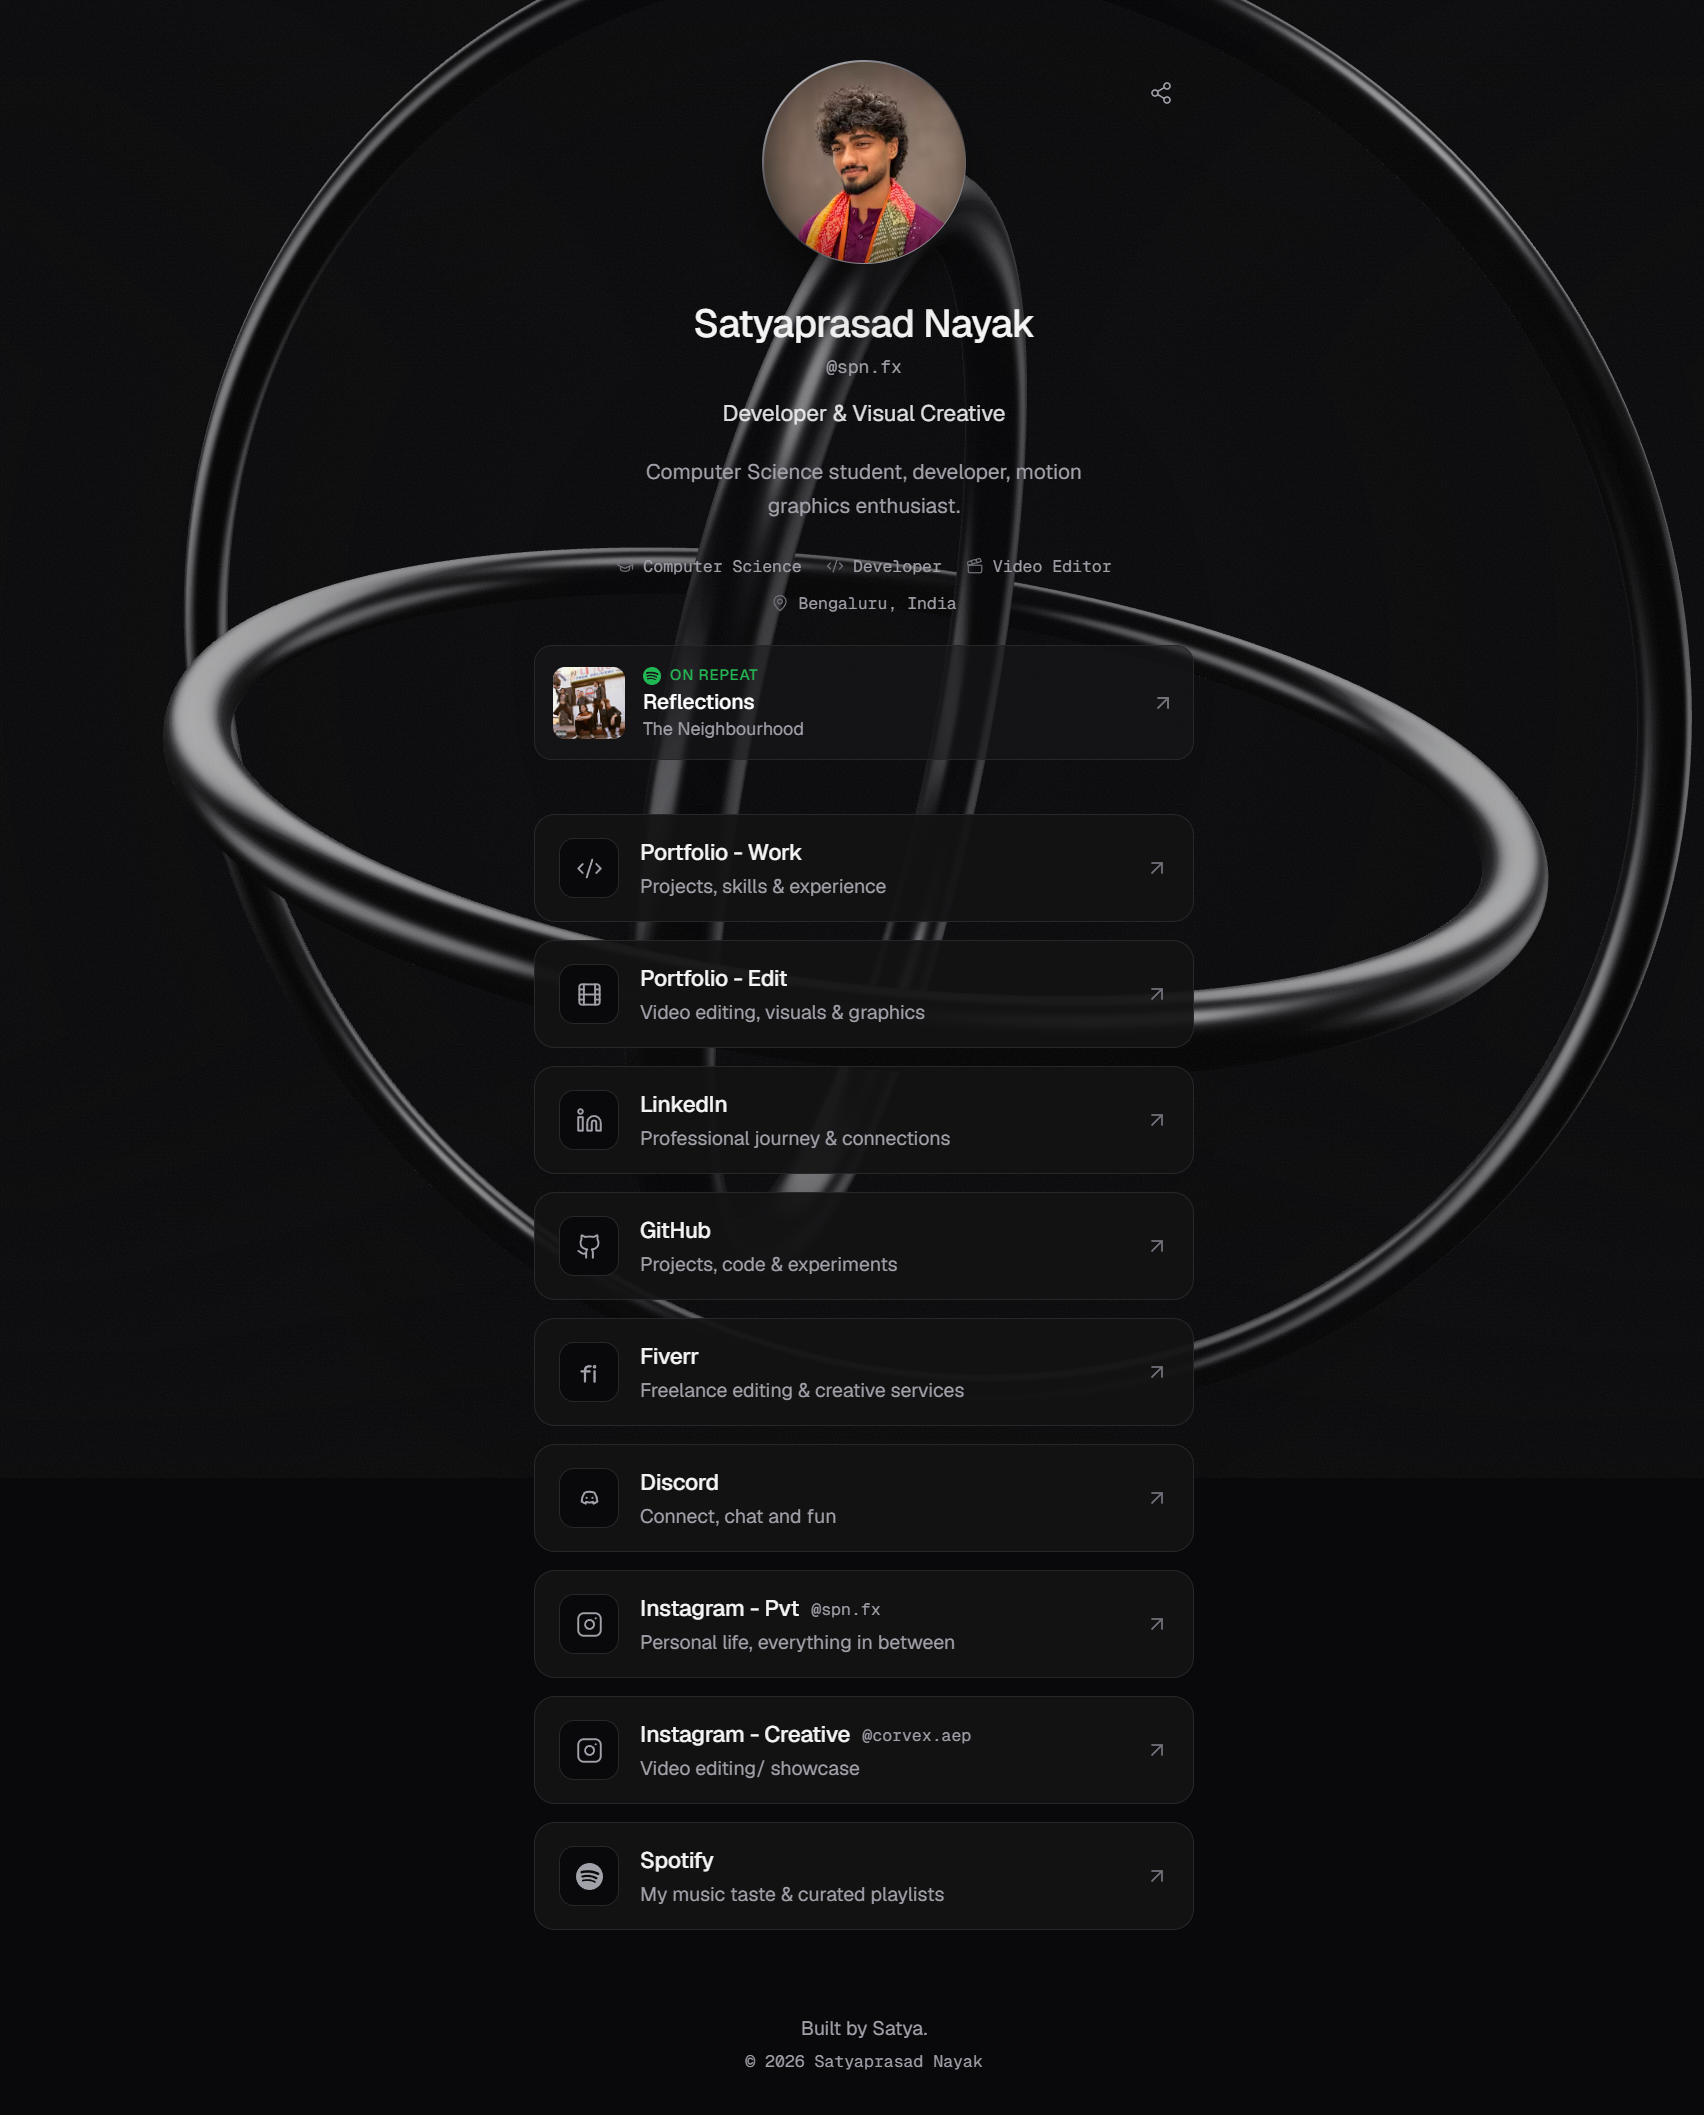 Satyaprasad Nayak
@spn.fx
Developer & Visual Creative
Computer Science student, developer, motion
graphics enthusiast.
Computer Science Developer Video Editor
Bengaluru, India
ON REPEAT
Reflections
The Neighbourhood
Portfolio - Work
Projects, skills & experience
Portfolio - Edit
Video editing, visuals & graphics
LinkedIn
Professional journey & connections
GitHub
Projects, code & experiments
fi
Fiverr
Freelance editing & creative services
Discord
Connect, chat and fun
Instagram - Pvt @spn.fx
Personal life, everything in between
Instagram - Creative @corvex.aep
Video editing/ showcase
Spotify
My music taste & curated playlists
Built by Satya.
© 2026 Satyaprasad Nayak